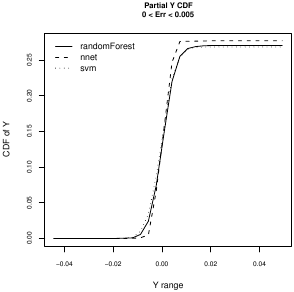 Partial Y CDF
0 < Err < 0.005
randomForest
nnet
svm
CDF of Y
0.25
0.20
0.15
0.10
0.05
0.00
−0.04 −0.02 0.00 0.02 0.04
Y range